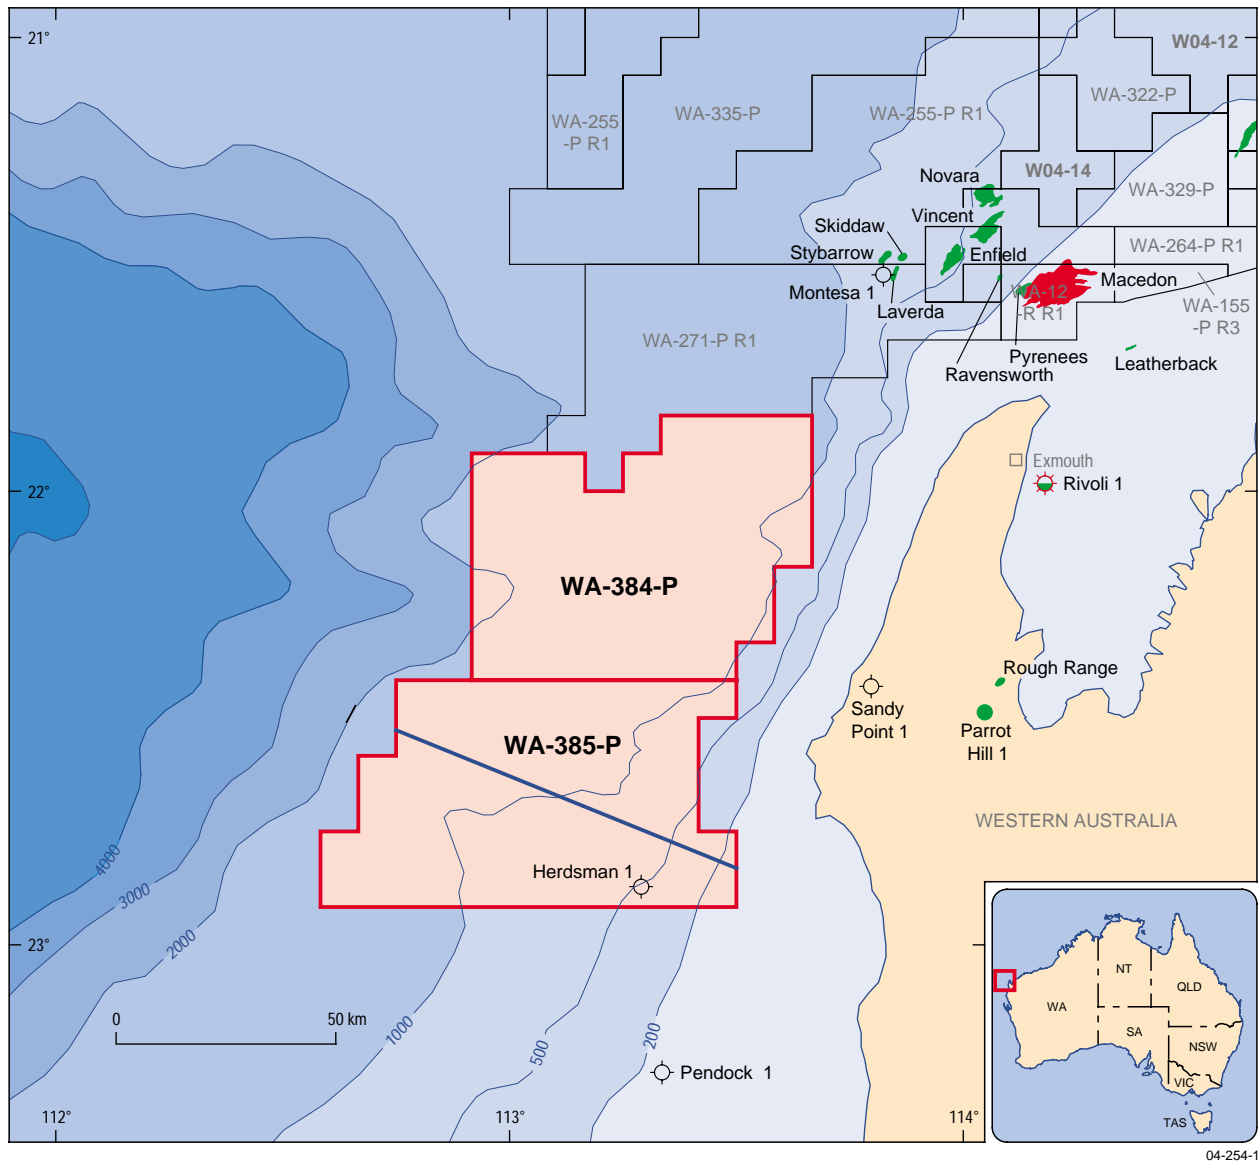 21°
W04-12
WA-322-P
WA-335-P
WA-255-P R1
WA-255
-P R1
W04-14
Novara
WA-329-P
Vincent
Skiddaw
WA-264-P R1
Stybarrow
Enfield
Macedon
Montesa 1
WA-12
-R R1
WA-155
-P R3
Laverda
WA-271-P R1
Pyrenees
Leatherback
Ravensworth
Exmouth
Rivoli 1
22°
WA-384-P
Rough Range
Sandy
Point 1
Parrot
Hill 1
WA-385-P
WESTERN AUSTRALIA
4000
Herdsman 1
3000
2000
23°
0
50 km
1000
500
200
Pendock 1
112°
113°
114°
NT
QLD
WA
SA
NSW
VIC
TAS
04-254-1